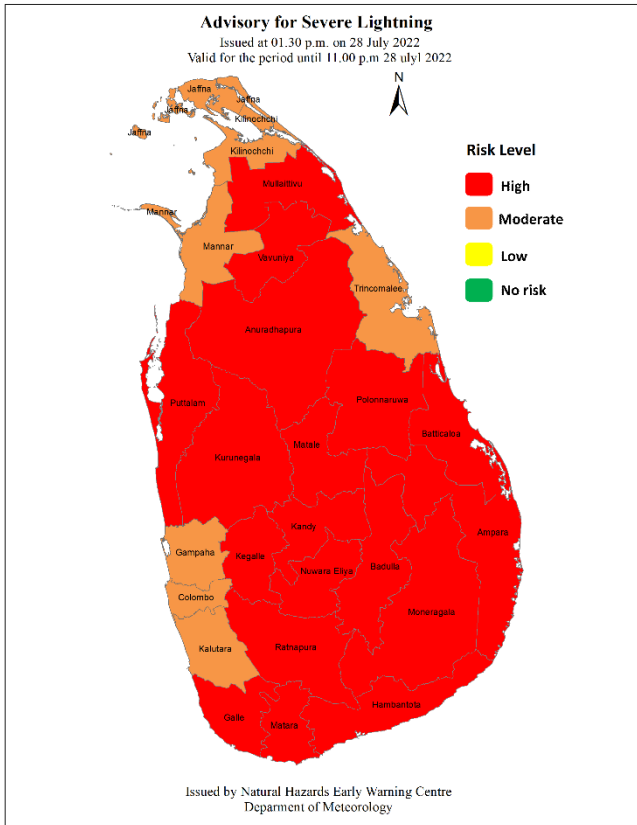 Advisory for Severe Lightning
Issued at 01.30 p.m. on 28 July 2022
Valid for the period until 11.00 p.m 28 ulyl 2022
N
Jaffna
Jaffna
Jaffna
Kilinochchi
Jaffna
Kilinochchi
Risk Level
High
Mullaitivu
Moderate
Mannar
Mannar
Vavuniya
Low
Trincomalee
No risk
Anuradhapura
Puttalam
Polonnaruwa
Batticaloa
Matale
Kurunegala
Kandy
Ampara
Gampaha
Kegalle
Nuwara Eliya
Badulla
Colombo
Moneragala
Kalutara
Ratnapura
Hambantota
Galle
Matara
Issued by Natural Hazards Early Warning Centre
Deparment of Meteorology